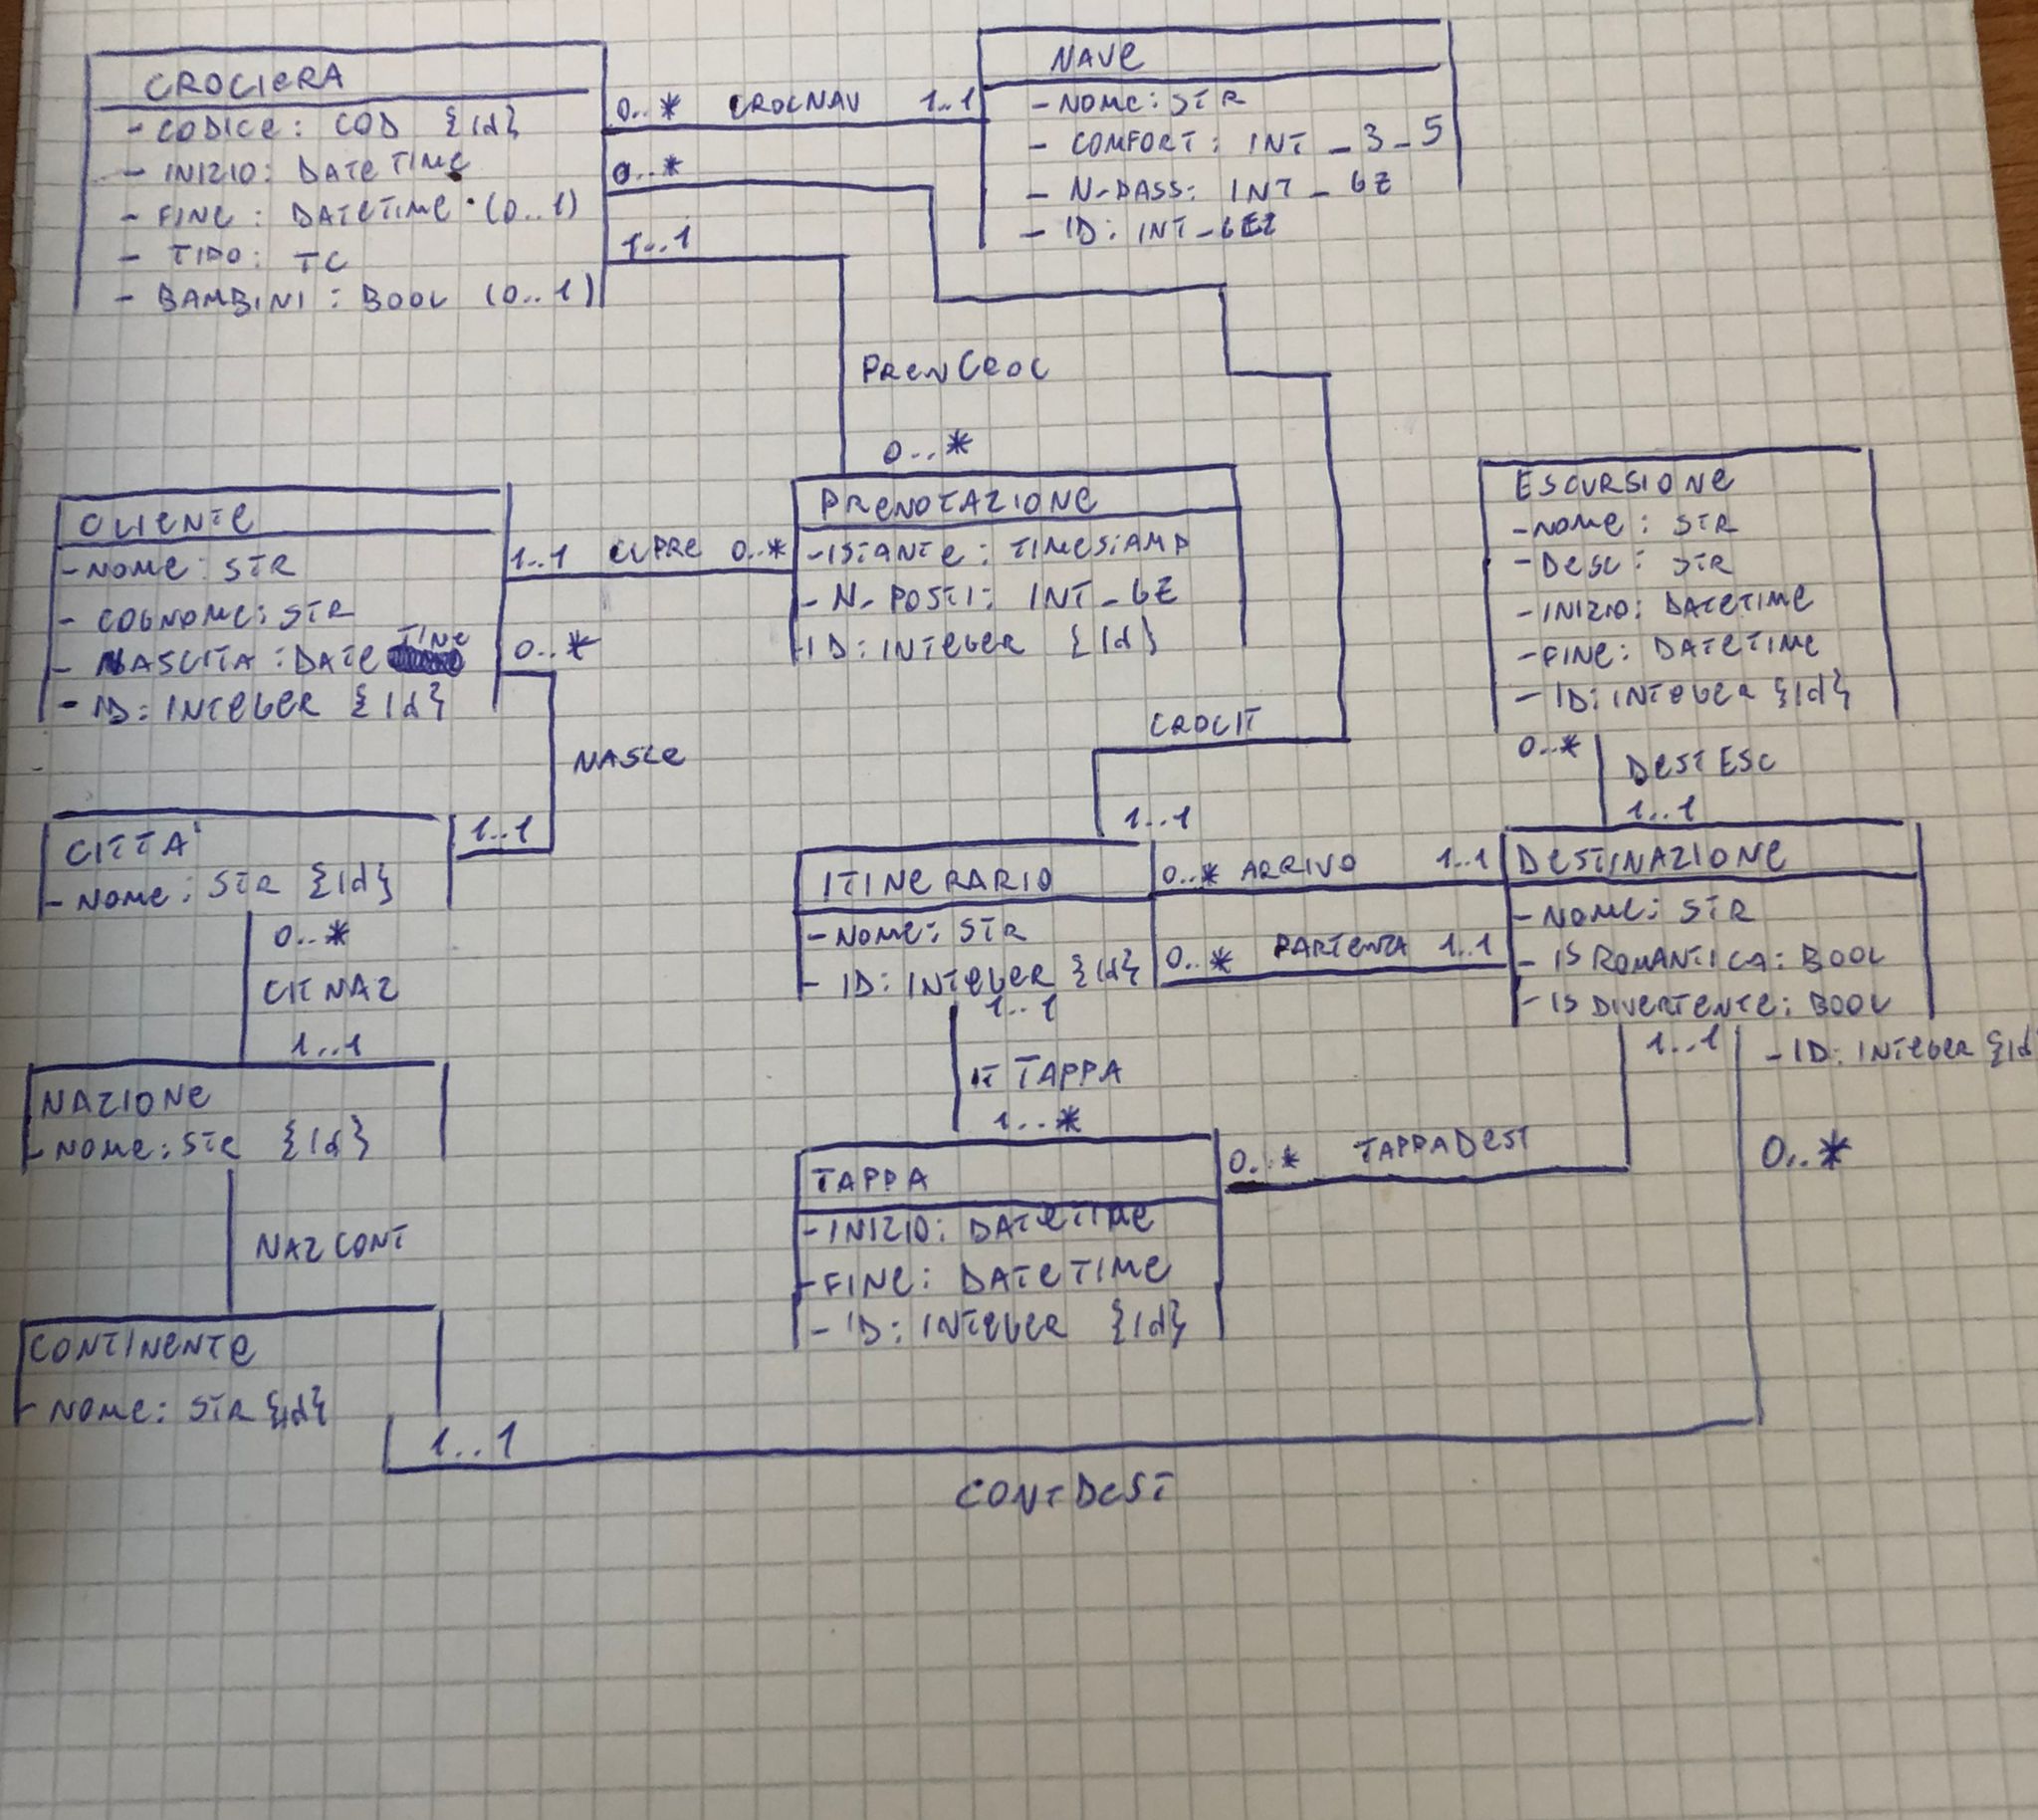 CROCIERA
- CODICE: COD {Id}
- INIZIO: DATETIME
- FINE: DATETIME (0..1)
- TIPO: TC
- BAMBINI: BOOL (0..1)
0..* CROCNAV 1..1
0..*
1..1
NAVE
- NOME: STR
- COMFORT: INT_3_5
- N-PASS: INT_GZ
- ID: INT_GEZ
PRENCROC
0..*
CLIENTE
- NOME: STR
- COGNOME: STR
- NASCITA: DATETIME
- ID: INTEGER {Id}
1..1 CLPRE 0..*
0..*
PRENOTAZIONE
- ISTANTE: TIMESTAMP
- N-POSTI: INT_GZ
- ID: INTEGER {Id}
ESCURSIONE
- NOME: STR
- DESC: STR
- INIZIO: DATETIME
- FINE: DATETIME
- ID: INTEGER {Id}
NASCE
CROCIT
0..*
DESTESC
1..1
CITTA'
- NOME: STR {Id}
1..1
1..1
ITINERARIO
- NOME: STR
- ID: INTEGER {Id}
0..* ARRIVO 1..1
0..* PARTENZA 1..1
DESTINAZIONE
- NOME: STR
- IS ROMANTICA: BOOL
- IS DIVERTENTE: BOOL
- ID: INTEGER {Id
0..*
CITNAZ
1..1
1..1
IT TAPPA
1..*
1..1
NAZIONE
- NOME: STR {Id}
TAPPA
- INIZIO: DATETIME
- FINE: DATETIME
- ID: INTEGER {Id}
0..* TAPPADEST
0..*
NAZCONT
CONTINENTE
- NOME: STR {Id}
1..1
CONTDEST